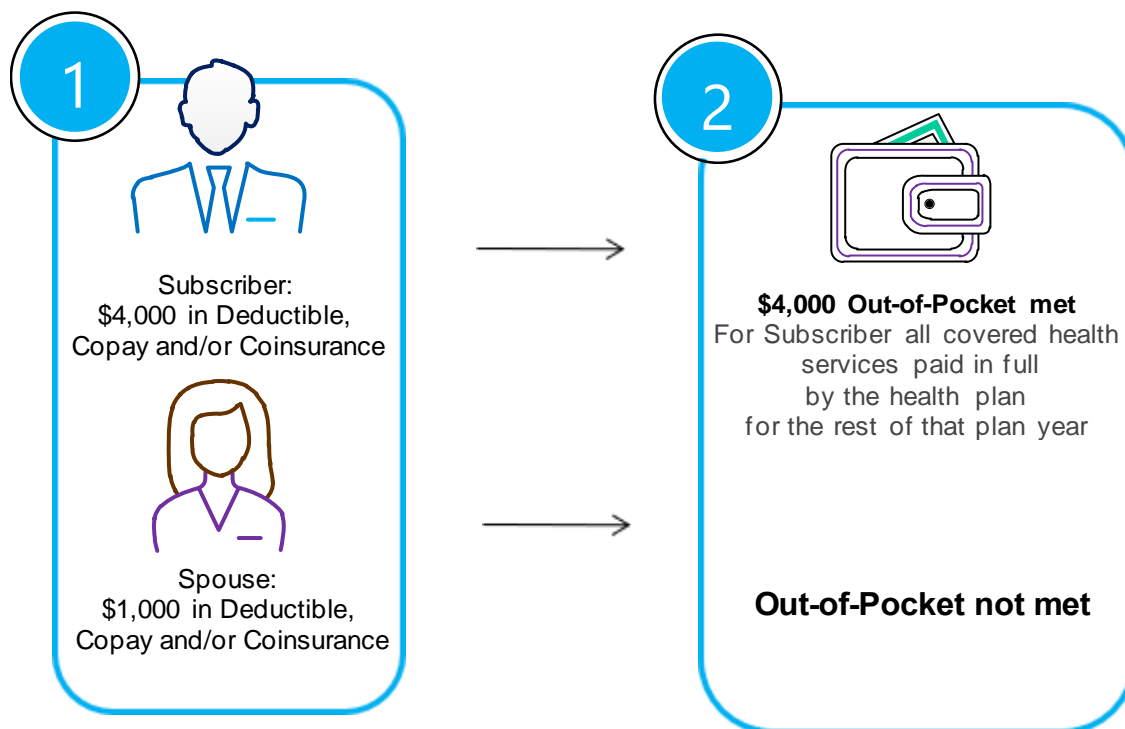 1
Subscriber:
$4,000 in Deductible,
Copay and/or Coinsurance
Spouse:
$1,000 in Deductible,
Copay and/or Coinsurance
2
$4,000 Out-of-Pocket met
For Subscriber all covered health
services paid in full
by the health plan
for the rest of that plan year
Out-of-Pocket not met